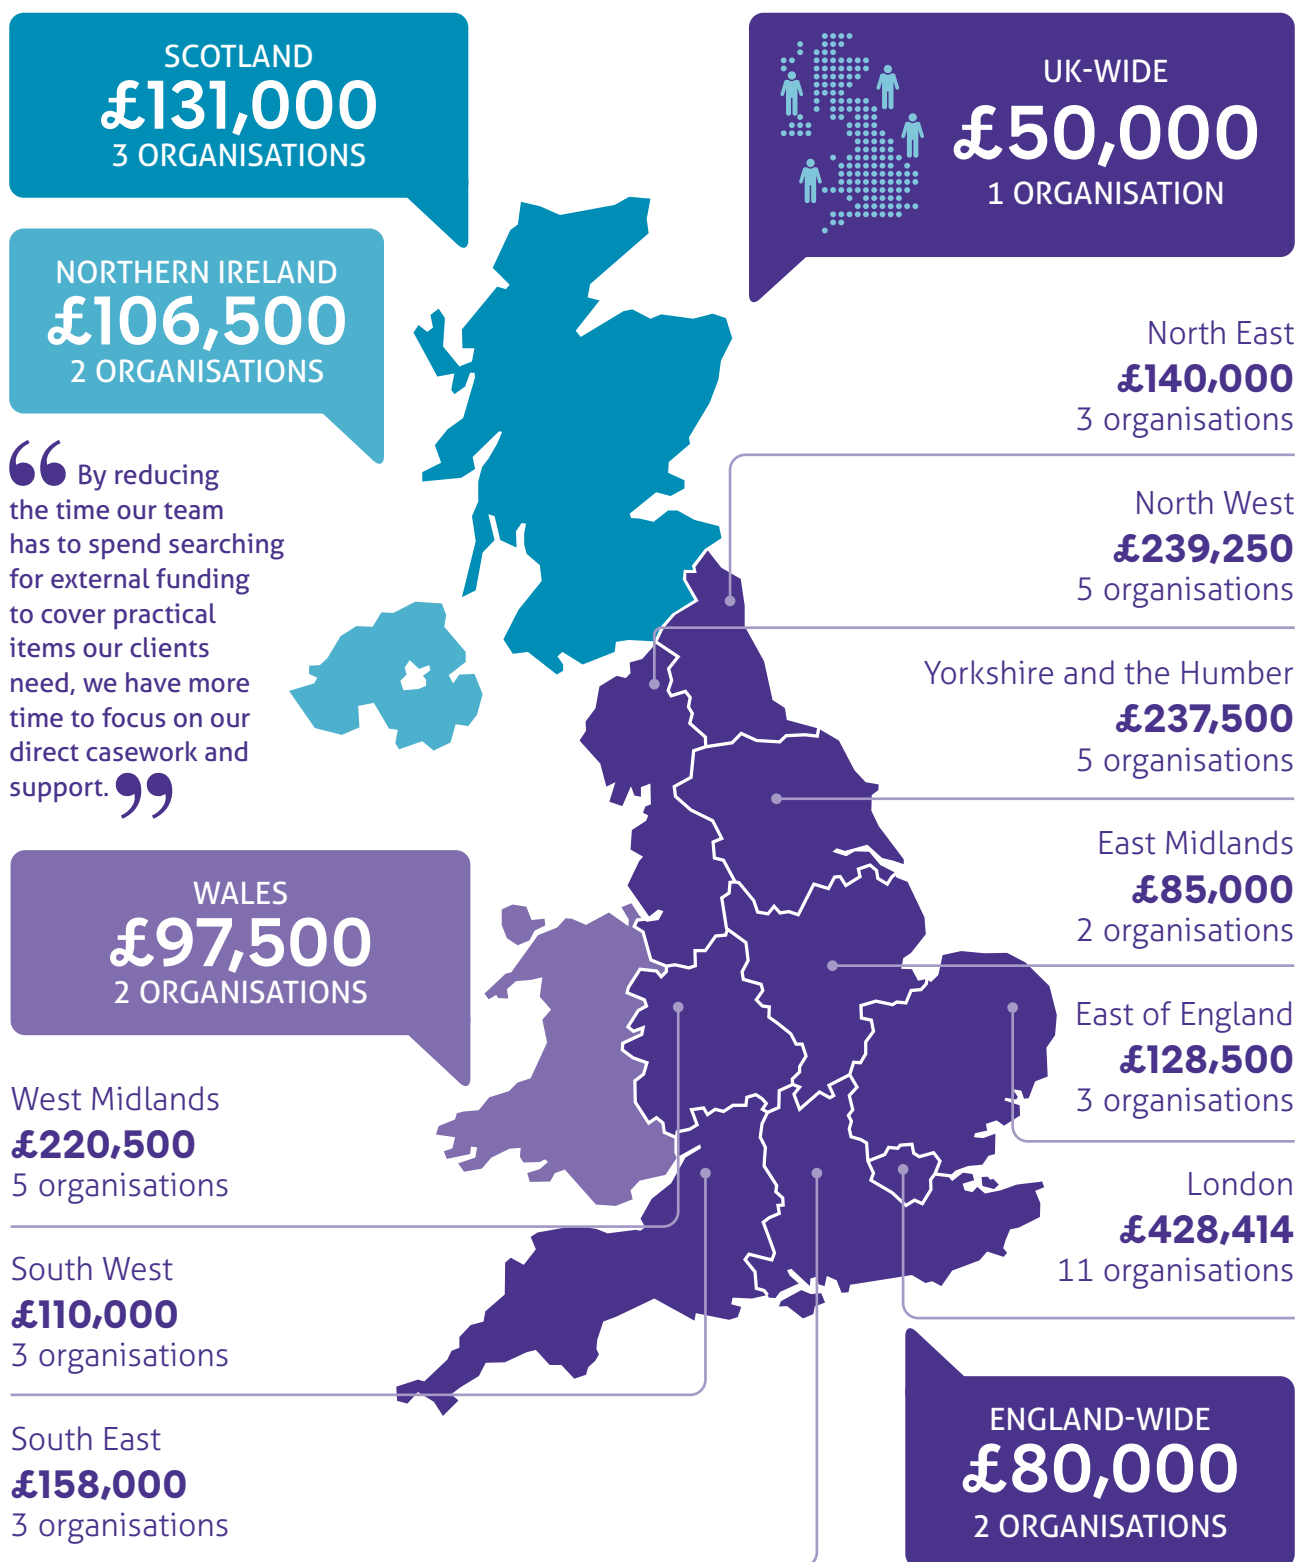 SCOTLAND
£131,000
3 ORGANISATIONS
UK-WIDE
£50,000
1 ORGANISATION
NORTHERN IRELAND
£106,500
2 ORGANISATIONS
“ By reducing
the time our team
has to spend searching
for external funding
to cover practical
items our clients
need, we have more
time to focus on our
direct casework and
support. ”
North East
£140,000
3 organisations
North West
£239,250
5 organisations
Yorkshire and the Humber
£237,500
5 organisations
East Midlands
£85,000
2 organisations
East of England
£128,500
3 organisations
London
£428,414
11 organisations
WALES
£97,500
2 ORGANISATIONS
West Midlands
£220,500
5 organisations
South West
£110,000
3 organisations
South East
£158,000
3 organisations
ENGLAND-WIDE
£80,000
2 ORGANISATIONS